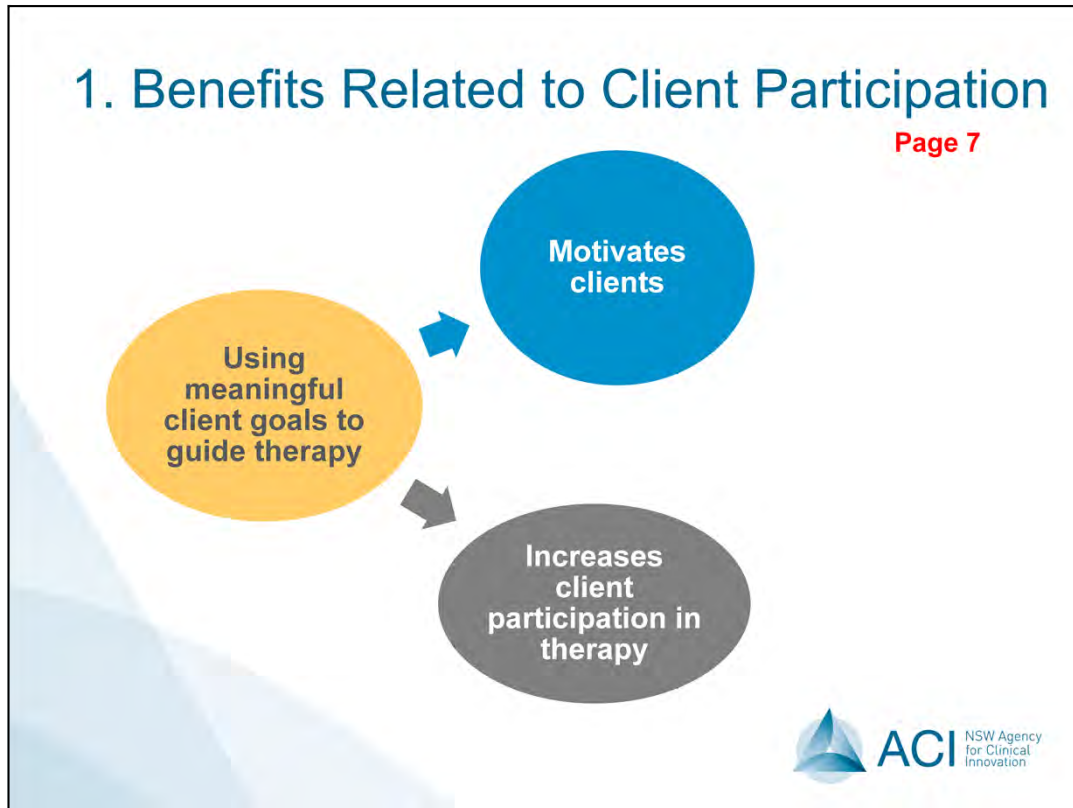 1. Benefits Related to Client Participation
Page 7
Motivates
clients
Using
meaningful
client goals to
guide therapy
Increases
client
participation in
therapy
ACI
NSW Agency
for Clinical
Innovation